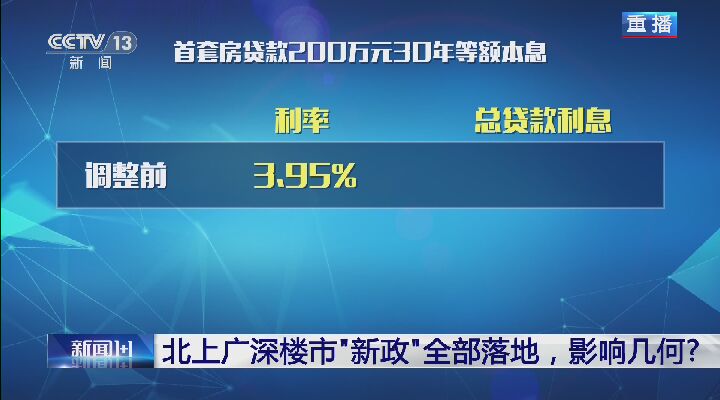 CCTV 13
新闻
重播
首套房贷款200万元30年等额本息
利率 总贷款利息
调整前 3.95%
新闻1+1
北上广深楼市"新政"全部落地，影响几何?